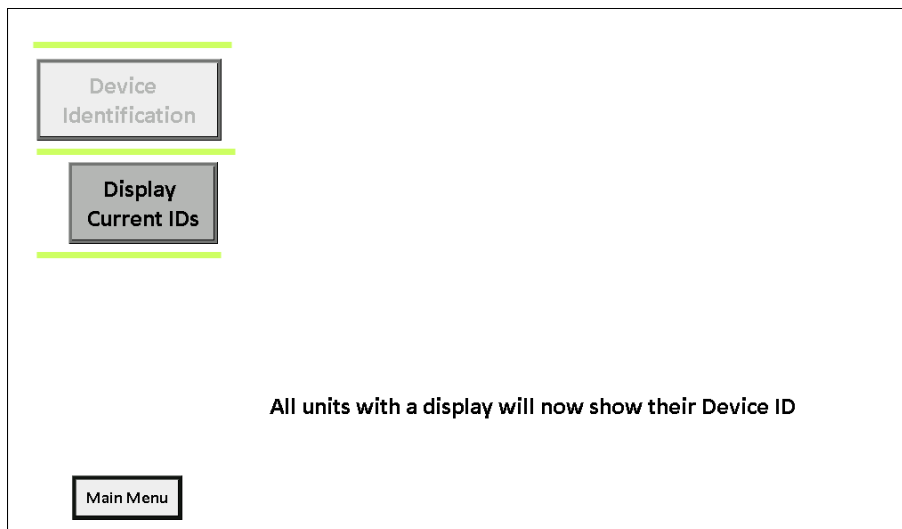 Device
Identification
Display
Current IDs
All units with a display will now show their Device ID
Main Menu